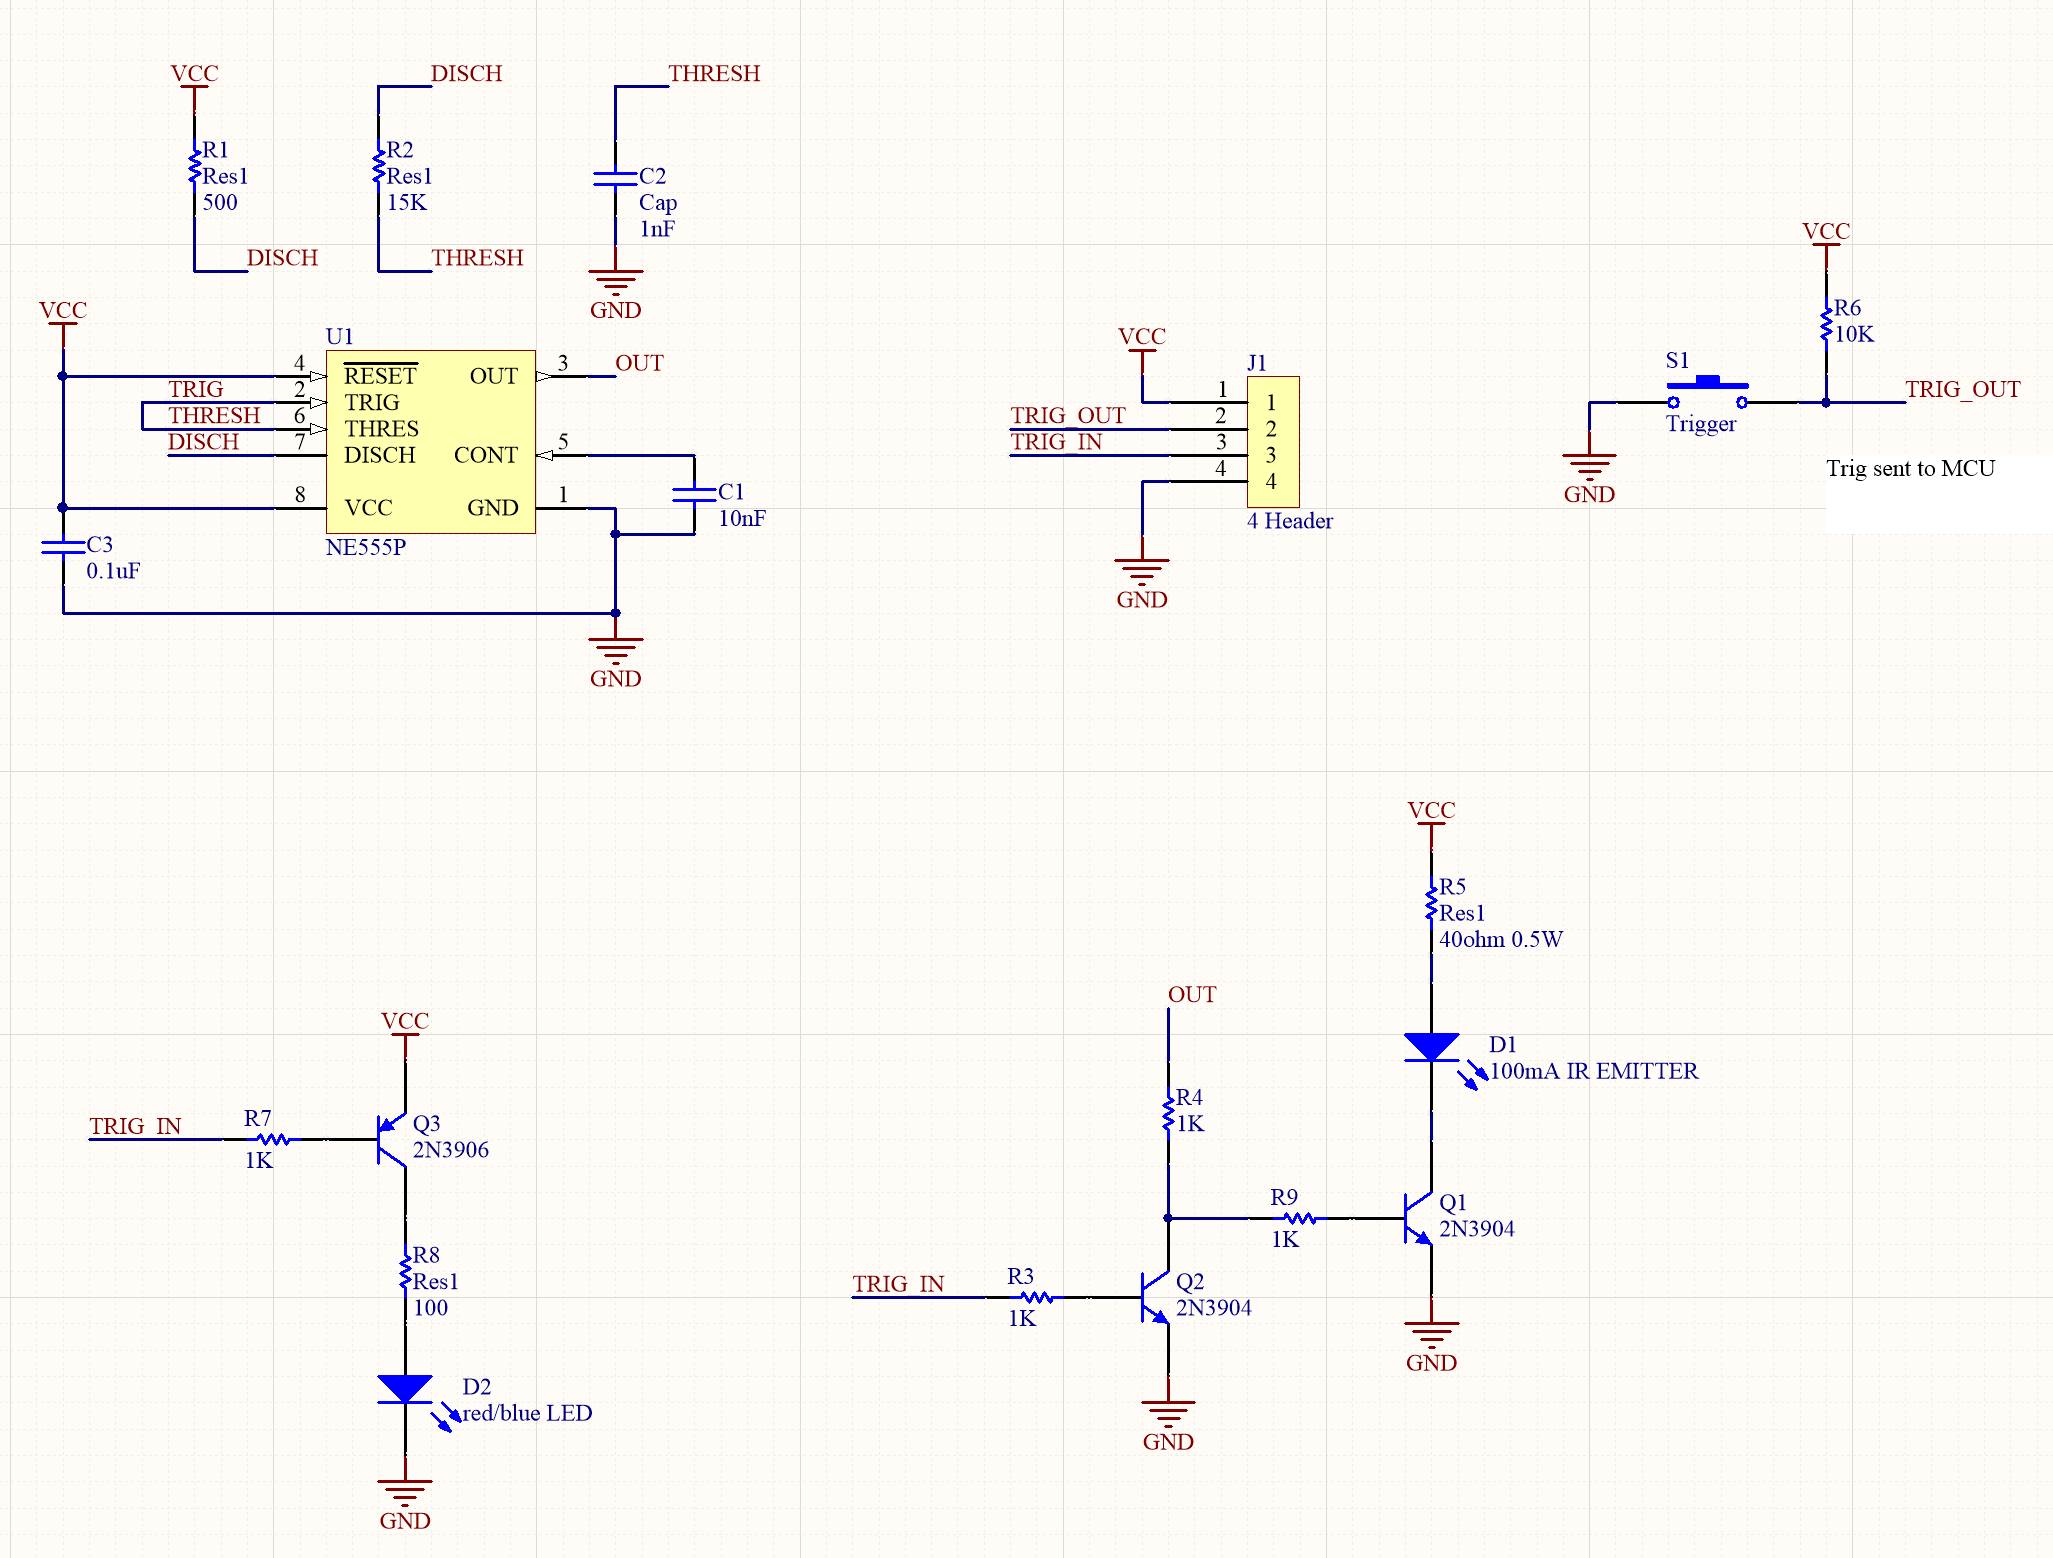 VCC
R1
Res1
500
DISCH
DISCH
R2
Res1
15K
THRESH
THRESH
C2
Cap
1nF
GND
VCC
U1
4
RESET
TRIG
2
TRIG
THRESH
6
THRES
DISCH
7
DISCH
8
VCC
OUT
3
OUT
CONT
5
GND
1
NE555P
C1
10nF
C3
0.1uF
GND
VCC
J1
1
1
TRIG_OUT
2
2
TRIG_IN
3
3
4
4
4 Header
GND
VCC
R6
10K
S1
Trigger
TRIG_OUT
GND
Trig sent to MCU
VCC
TRIG_IN
R7
1K
Q3
2N3906
R8
Res1
100
D2
red/blue LED
GND
VCC
R5
Res1
40ohm 0.5W
D1
100mA IR EMITTER
OUT
R4
1K
R9
1K
Q1
2N3904
GND
TRIG_IN
R3
1K
Q2
2N3904
GND